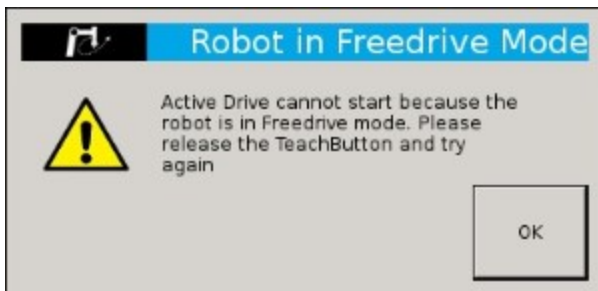 Robot in Freedrive Mode
Active Drive cannot start because the
robot is in Freedrive mode. Please
release the TeachButton and try
again
OK